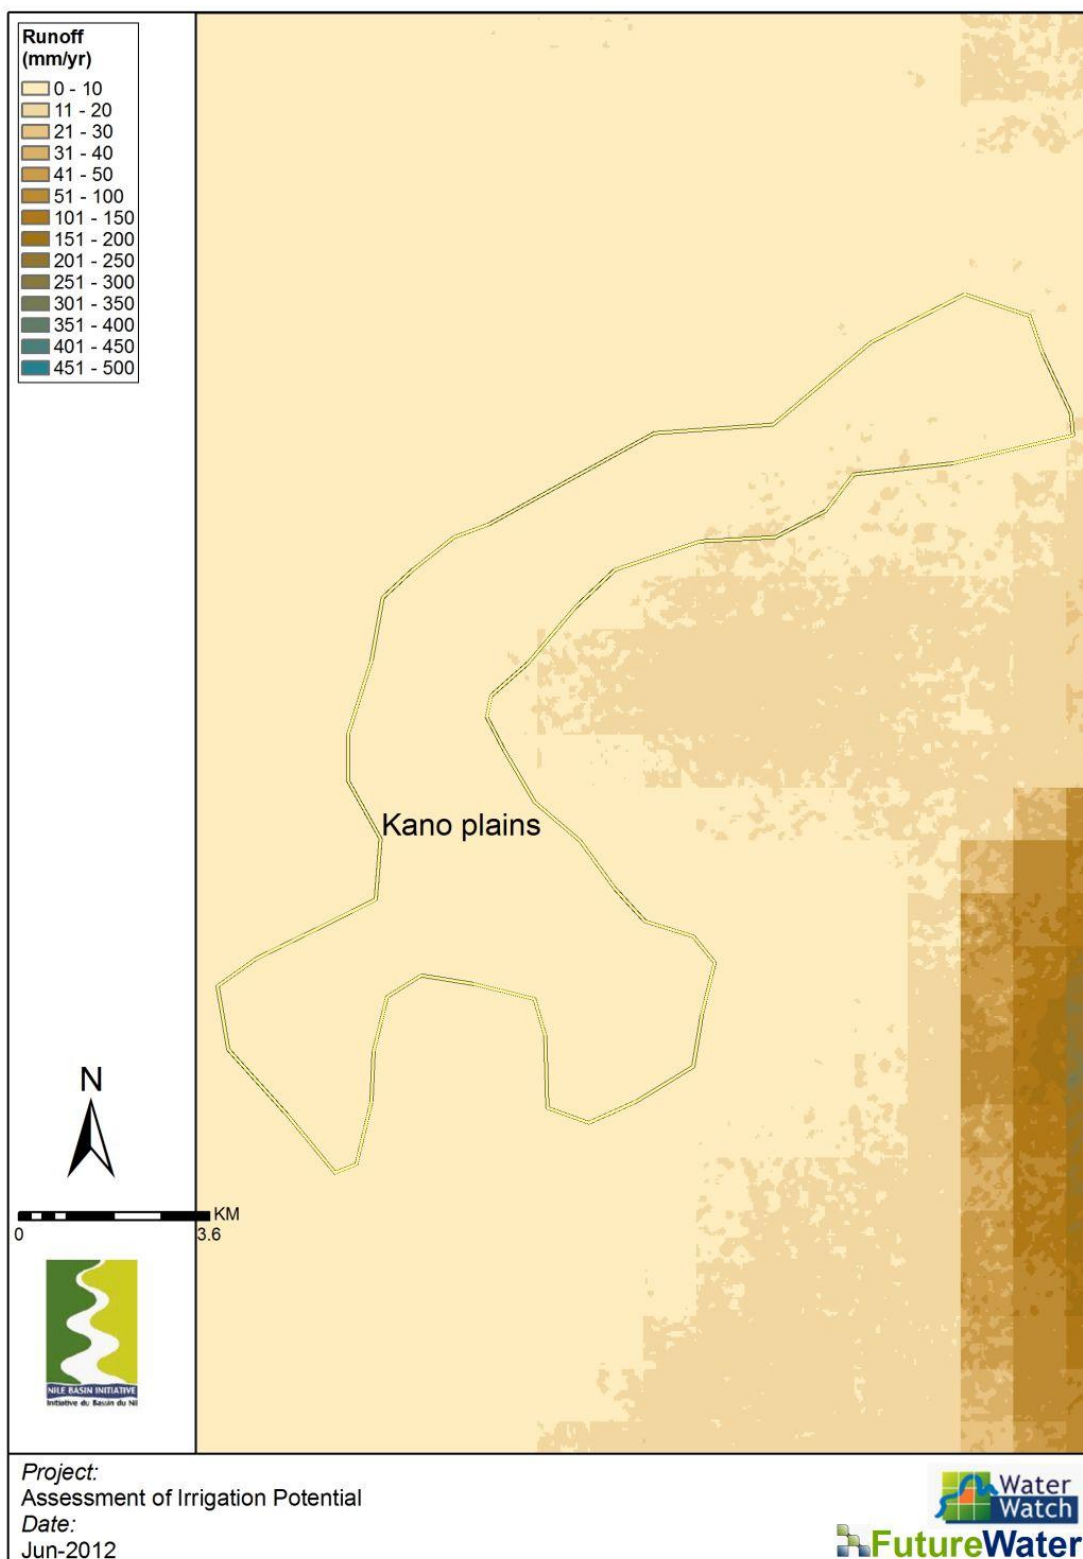 Runoff
(mm/yr)
0 - 10
11 - 20
21 - 30
31 - 40
41 - 50
51 - 100
101 - 150
151 - 200
201 - 250
251 - 300
301 - 350
351 - 400
401 - 450
451 - 500
Kano plains
N
KM
0
3.6
NILE BASIN INITIATIVE
Initiative du Bassin du Nil
Project:
Assessment of Irrigation Potential
Date:
Jun-2012
Water
Watch
FutureWater